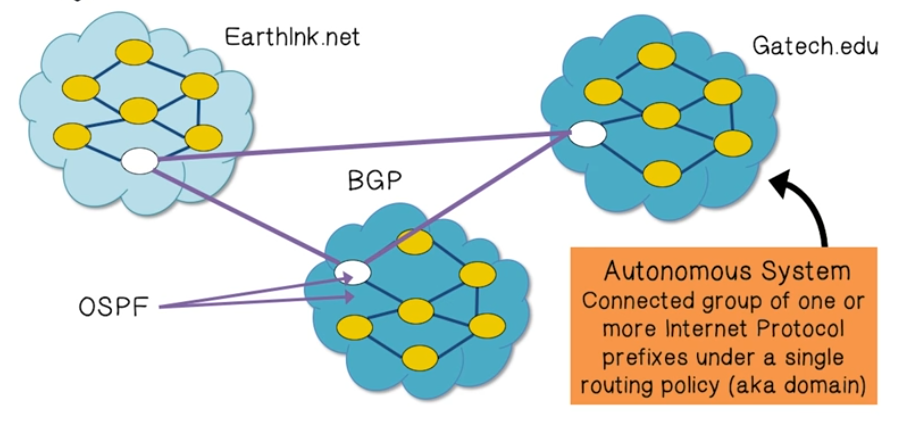 EarthInk.net
Gatech.edu
BGP
OSPF
Autonomous System
Connected group of one or
more Internet Protocol
prefixes under a single
routing policy (aka domain)